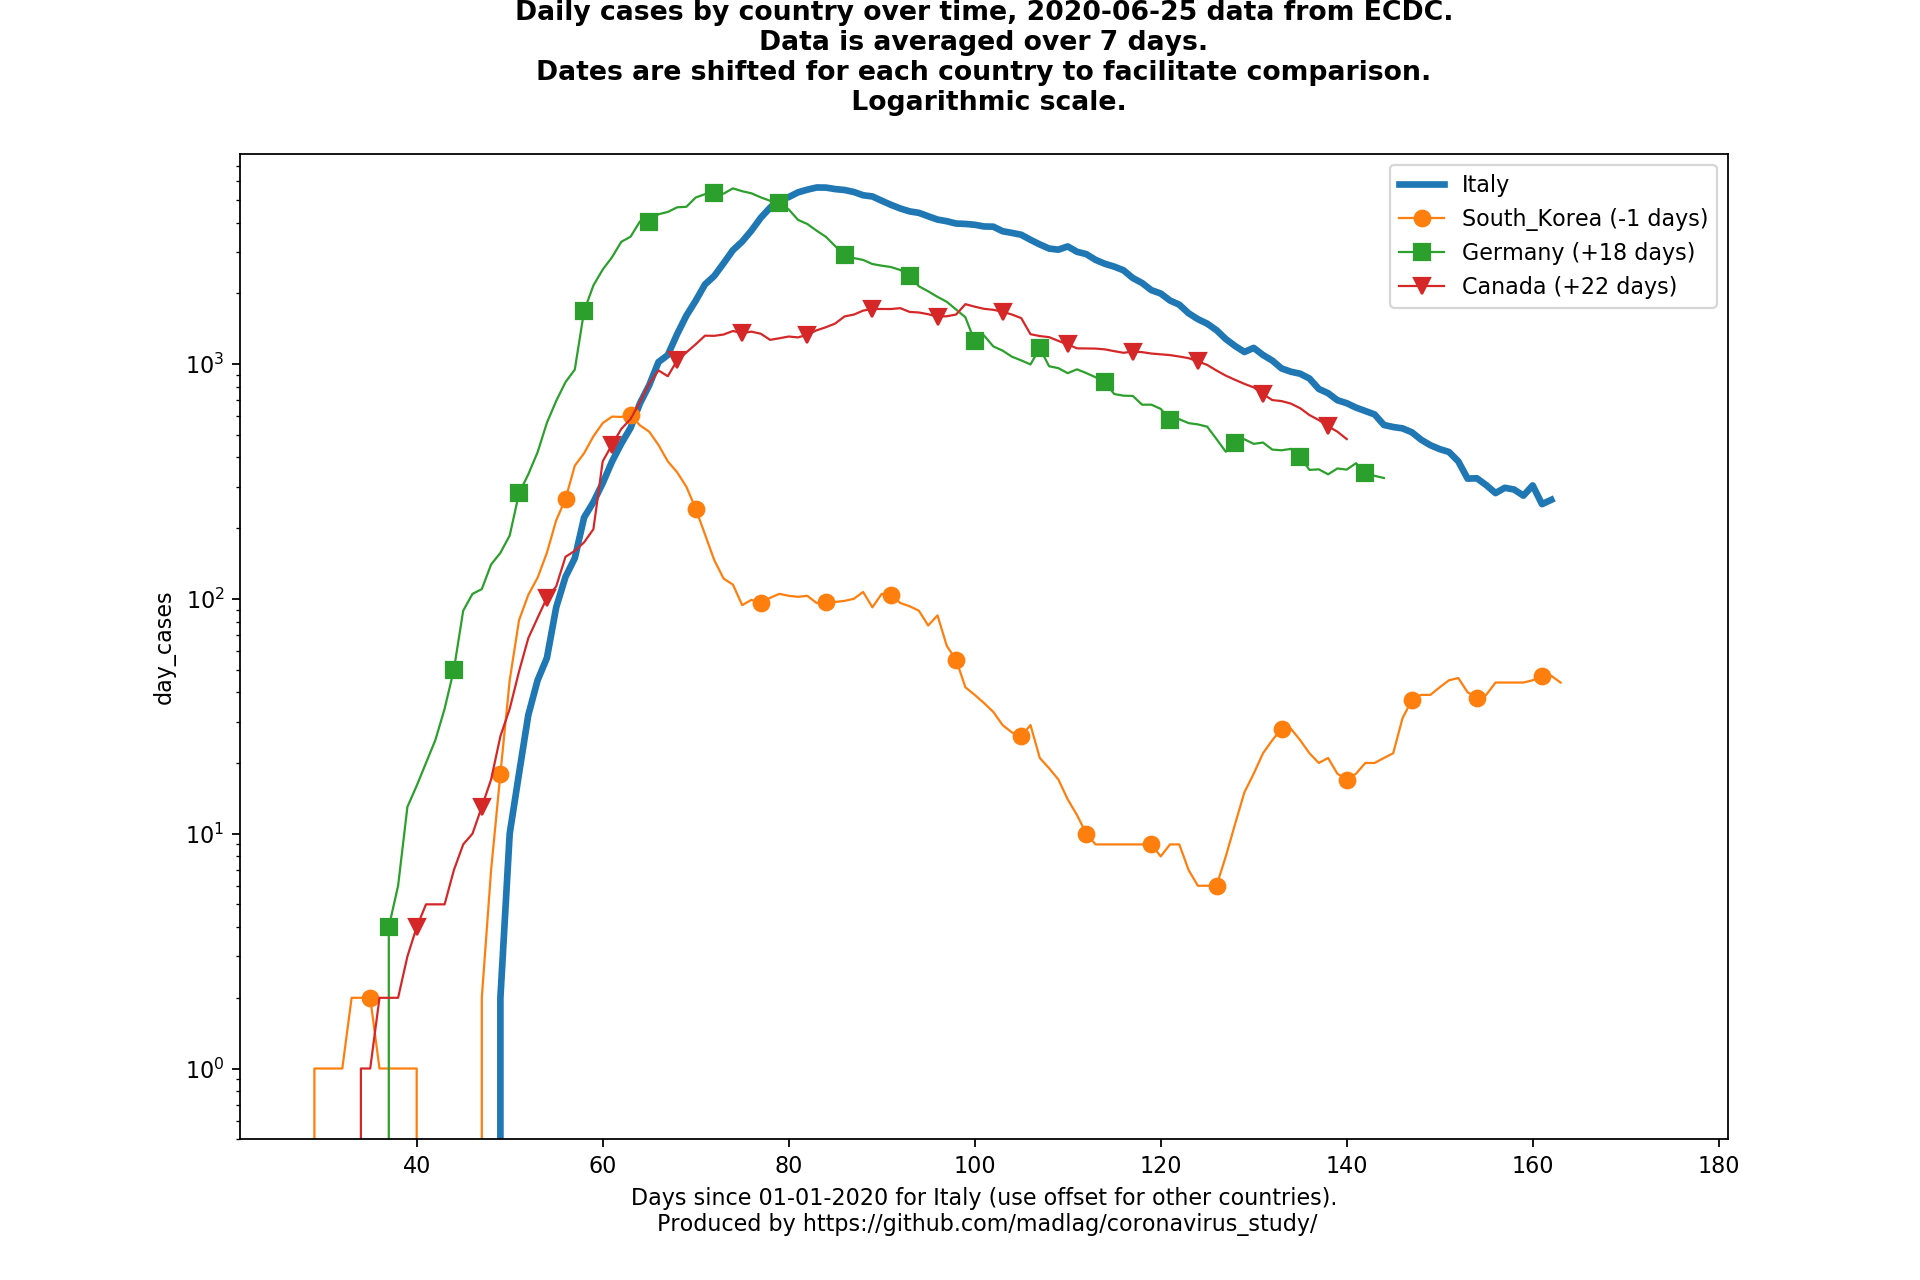 Daily cases by country over time, 2020-06-25 data from ECDC.
Data is averaged over 7 days.
Dates are shifted for each country to facilitate comparison.
Logarithmic scale.
Italy
South_Korea (-1 days)
Germany (+18 days)
Canada (+22 days)
day_cases
10³
10²
10¹
10⁰
40 60 80 100 120 140 160 180
Days since 01-01-2020 for Italy (use offset for other countries).
Produced by https://github.com/madlag/coronavirus_study/